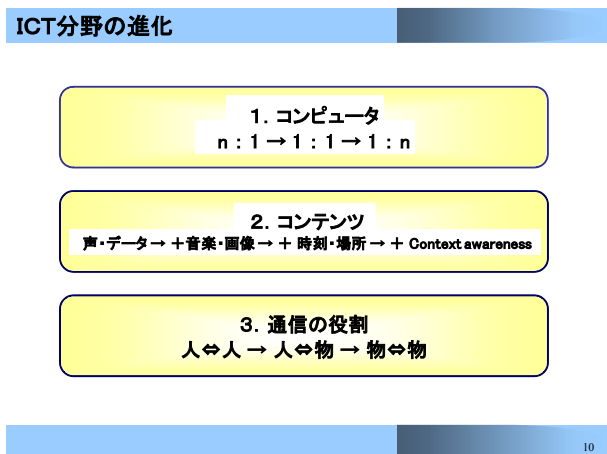 ICT分野の進化
１．コンピュータ
n：１→１：１→１：n
２．コンテンツ
声・データ→ ＋音楽・画像→ ＋ 時刻・場所 → ＋ Context awareness
３．通信の役割
人⇔人 → 人⇔物 → 物⇔物
10